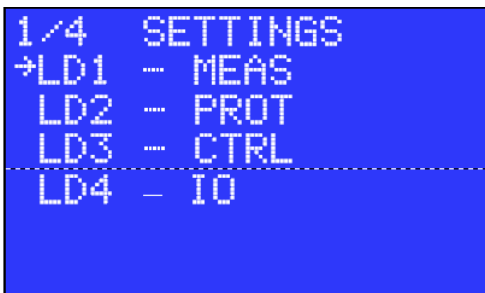 1/4 SETTINGS
→LD1 – MEAS
LD2 – PROT
LD3 – CTRL
LD4 – IO